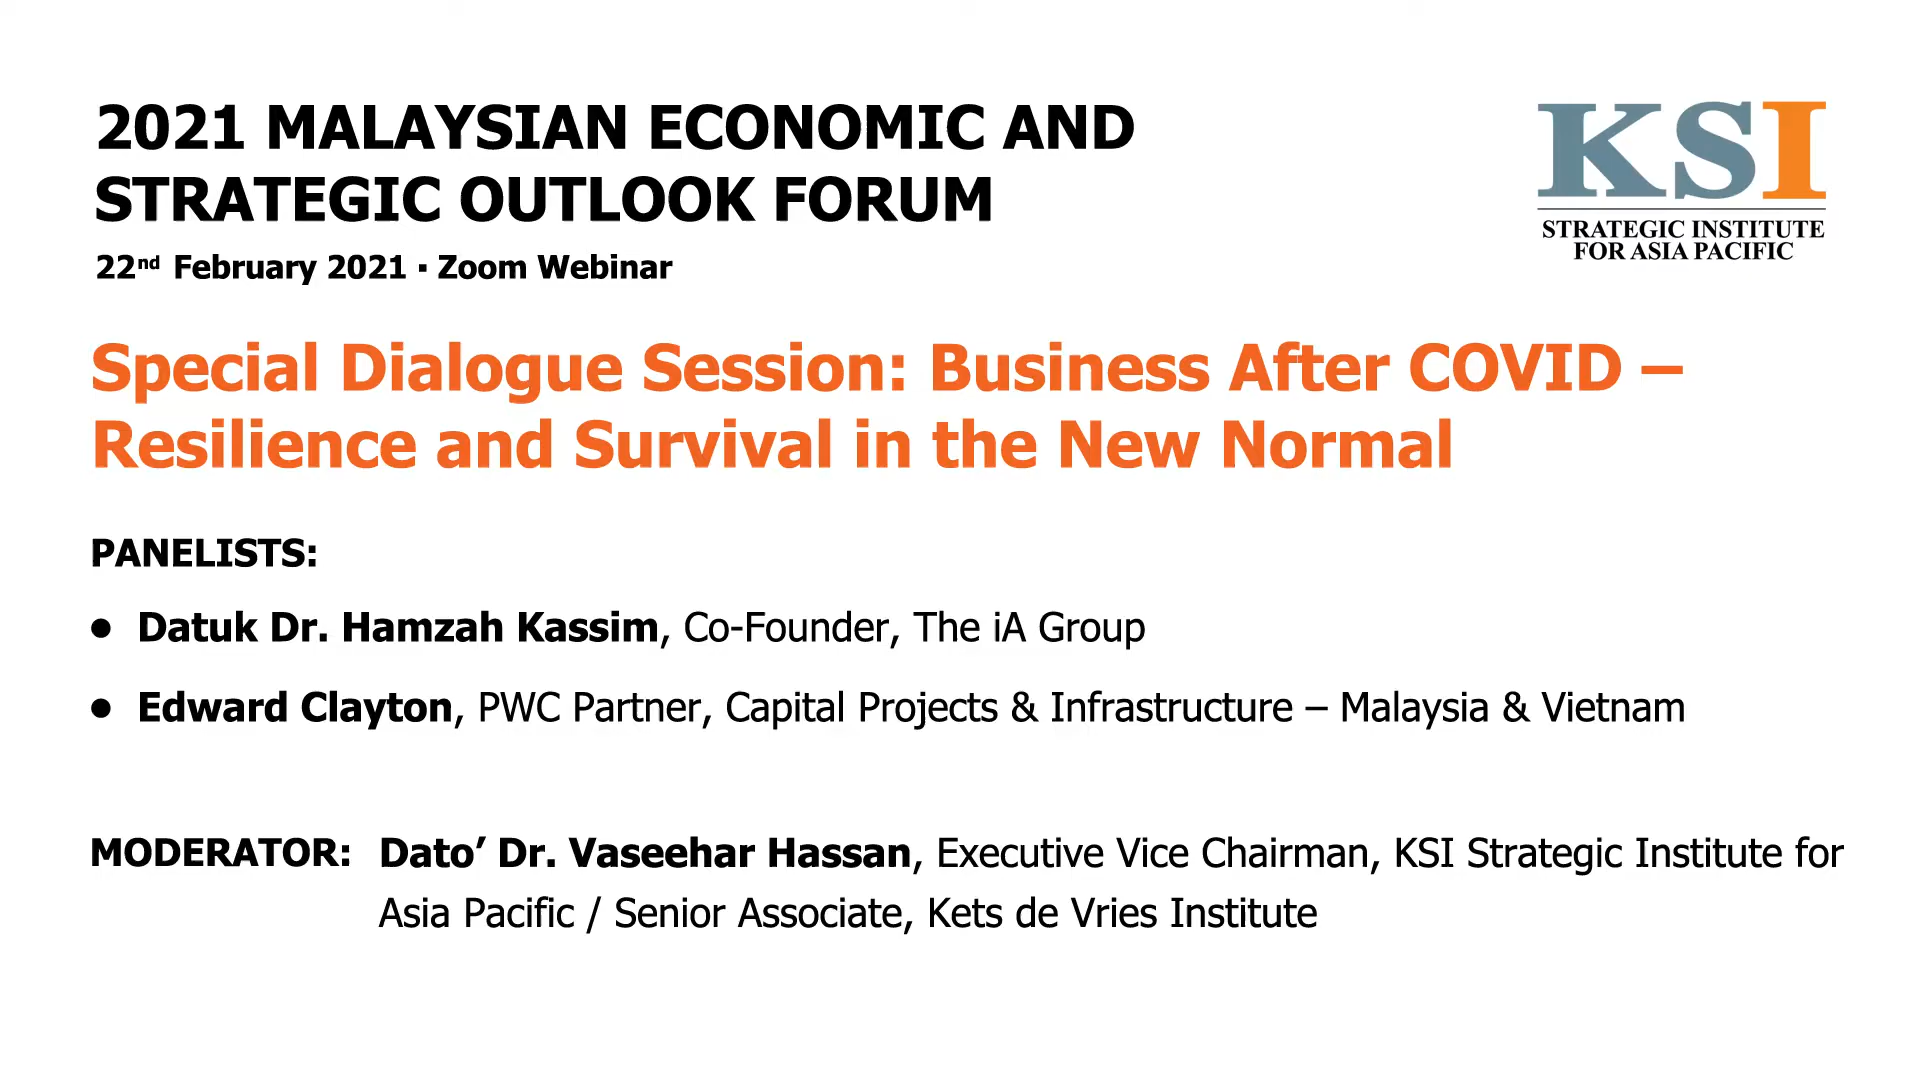 2021 MALAYSIAN ECONOMIC AND
STRATEGIC OUTLOOK FORUM
22nd February 2021 ▪ Zoom Webinar
KSI
STRATEGIC INSTITUTE
FOR ASIA PACIFIC
Special Dialogue Session: Business After COVID –
Resilience and Survival in the New Normal
PANELISTS:
● Datuk Dr. Hamzah Kassim, Co-Founder, The iA Group
● Edward Clayton, PWC Partner, Capital Projects & Infrastructure – Malaysia & Vietnam
MODERATOR: Dato’ Dr. Vaseehar Hassan, Executive Vice Chairman, KSI Strategic Institute for
Asia Pacific / Senior Associate, Kets de Vries Institute